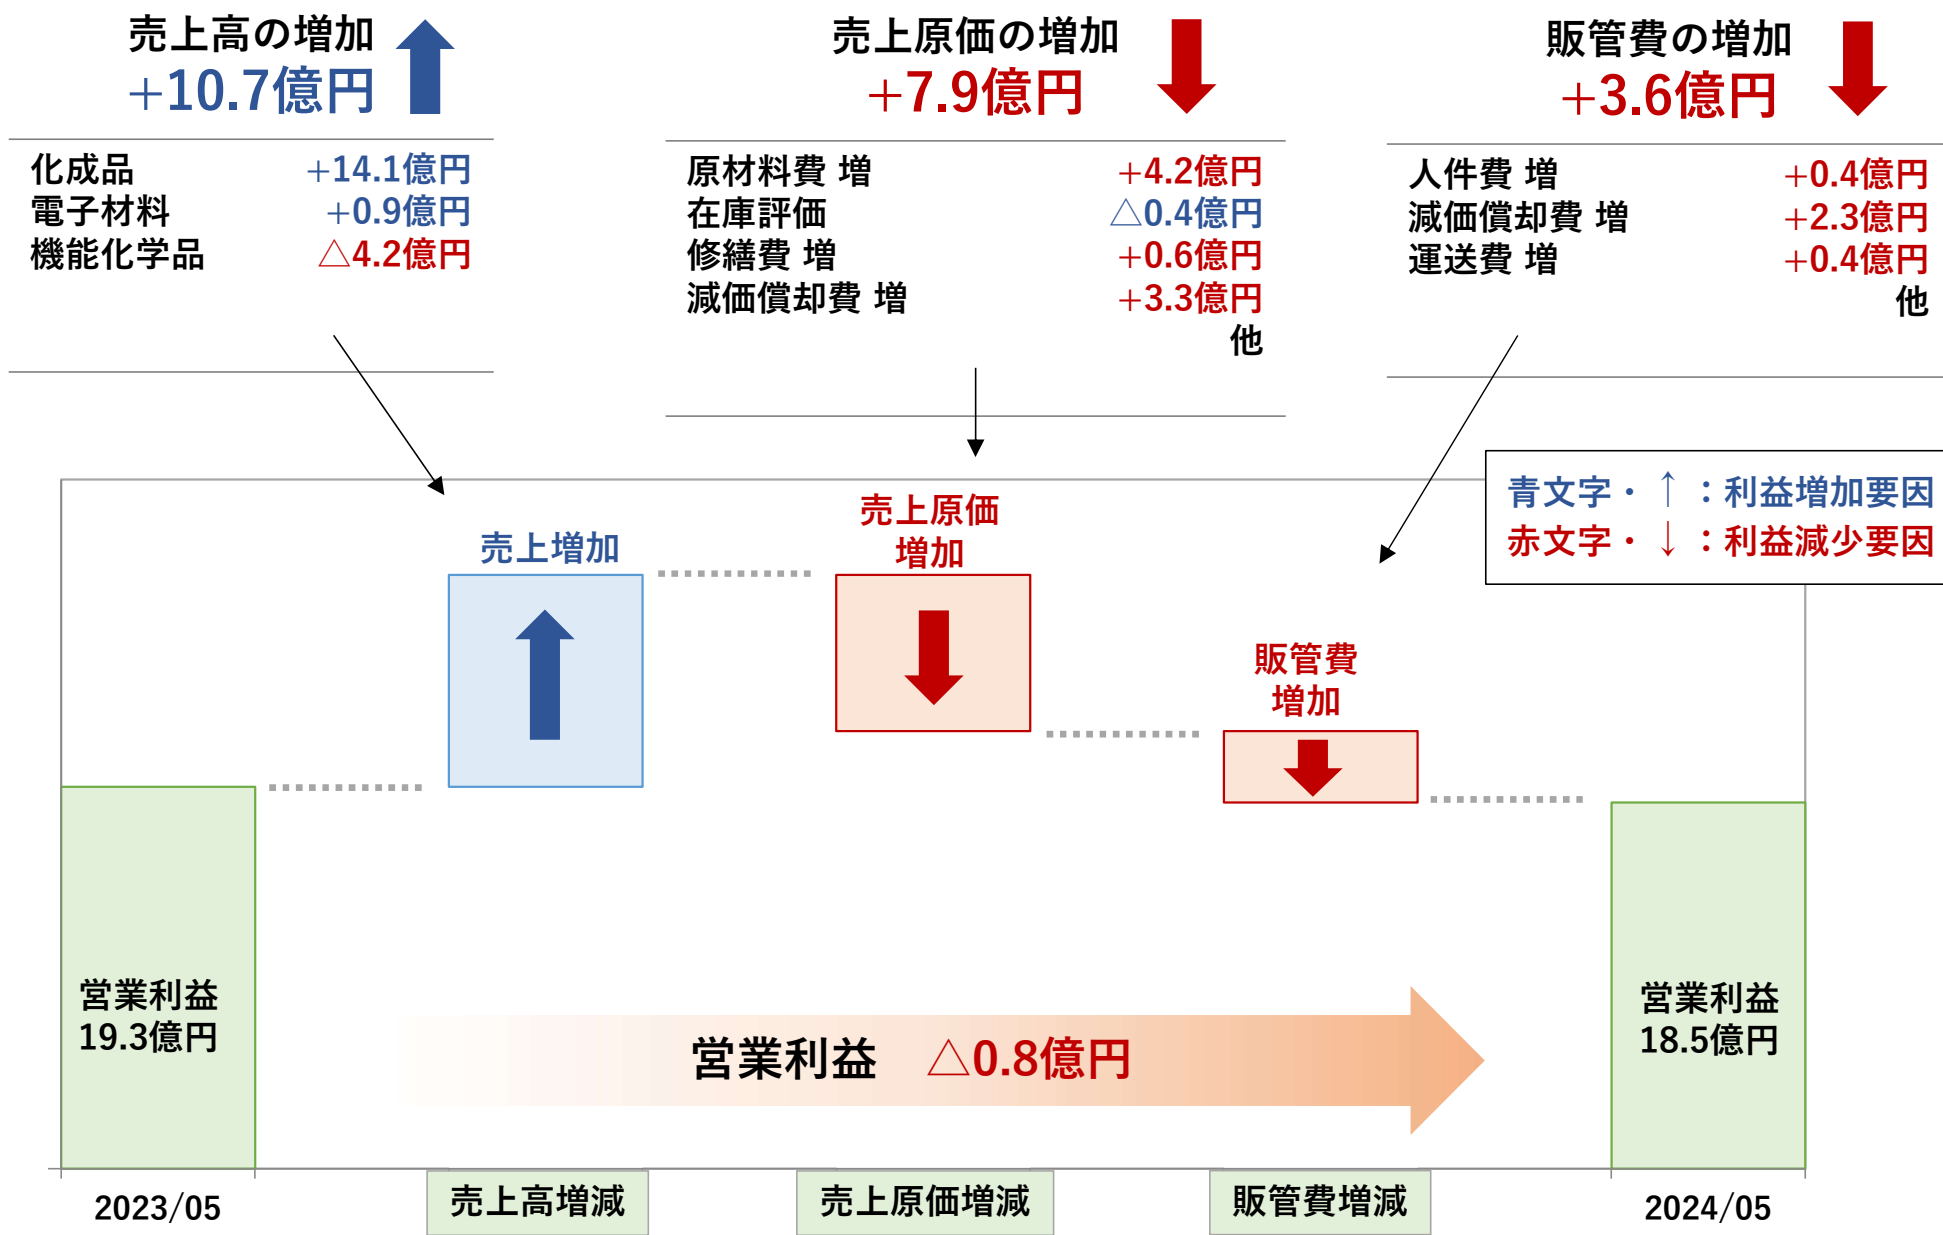 売上高の増加
+10.7億円
化成品 +14.1億円
電子材料 +0.9億円
機能化学品 △4.2億円
売上原価の増加
+7.9億円
原材料費 増 +4.2億円
在庫評価 △0.4億円
修繕費 増 +0.6億円
減価償却費 増 +3.3億円
他
販管費の増加
+3.6億円
人件費 増 +0.4億円
減価償却費 増 +2.3億円
運送費 増 +0.4億円
他
青文字・↑：利益増加要因
赤文字・↓：利益減少要因
売上増加
売上原価
増加
販管費
増加
営業利益
19.3億円
営業利益 △0.8億円
営業利益
18.5億円
2023/05
売上高増減
売上原価増減
販管費増減
2024/05